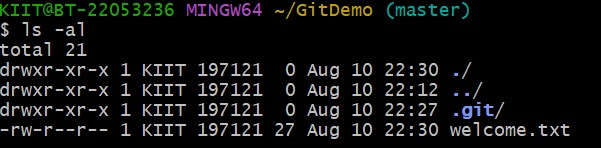 KIIT@BT-22053236 MINGW64 ~/GitDemo (master)
$ ls -al
total 21
drwxr-xr-x 1 KIIT 197121  0 Aug 10 22:30 ./
drwxr-xr-x 1 KIIT 197121  0 Aug 10 22:12 ../
drwxr-xr-x 1 KIIT 197121  0 Aug 10 22:27 .git/
-rw-r--r-- 1 KIIT 197121 27 Aug 10 22:30 welcome.txt